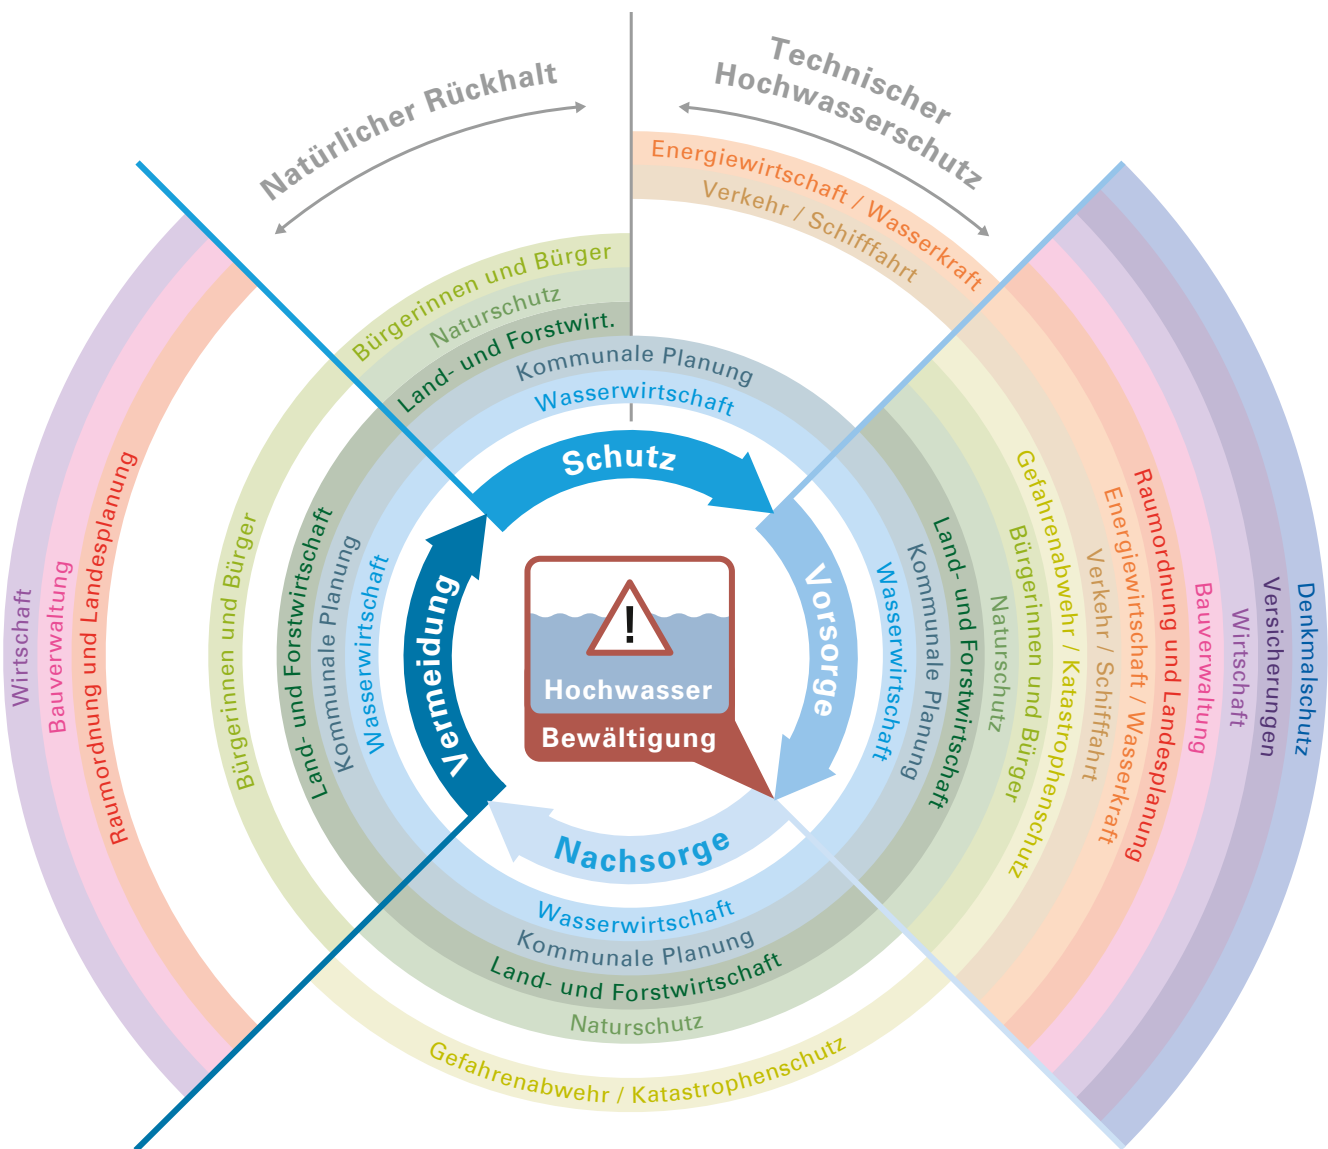 Natürlicher Rückhalt
Technischer
Hochwasserschutz
Energiewirtschaft / Wasserkraft
Verkehr / Schifffahrt
Bürgerinnen und Bürger
Naturschutz
Land- und Forstwirt.
Kommunale Planung
Wasserwirtschaft
Schutz
Vorsorge
Wasserwirtschaft
Kommunale Planung
Land- und Forstwirtschaft
Naturschutz
Bürgerinnen und Bürger
Gefahrenabwehr / Katastrophenschutz
Verkehr / Schifffahrt
Energiewirtschaft / Wasserkraft
Raumordnung und Landesplanung
Bauverwaltung
Wirtschaft
Versicherungen
Denkmalschutz
Nachsorge
Wasserwirtschaft
Kommunale Planung
Land- und Forstwirtschaft
Naturschutz
Gefahrenabwehr / Katastrophenschutz
Vermeidung
Wasserwirtschaft
Kommunale Planung
Land- und Forstwirtschaft
Bürgerinnen und Bürger
Raumordnung und Landesplanung
Bauverwaltung
Wirtschaft
!
Hochwasser
Bewältigung